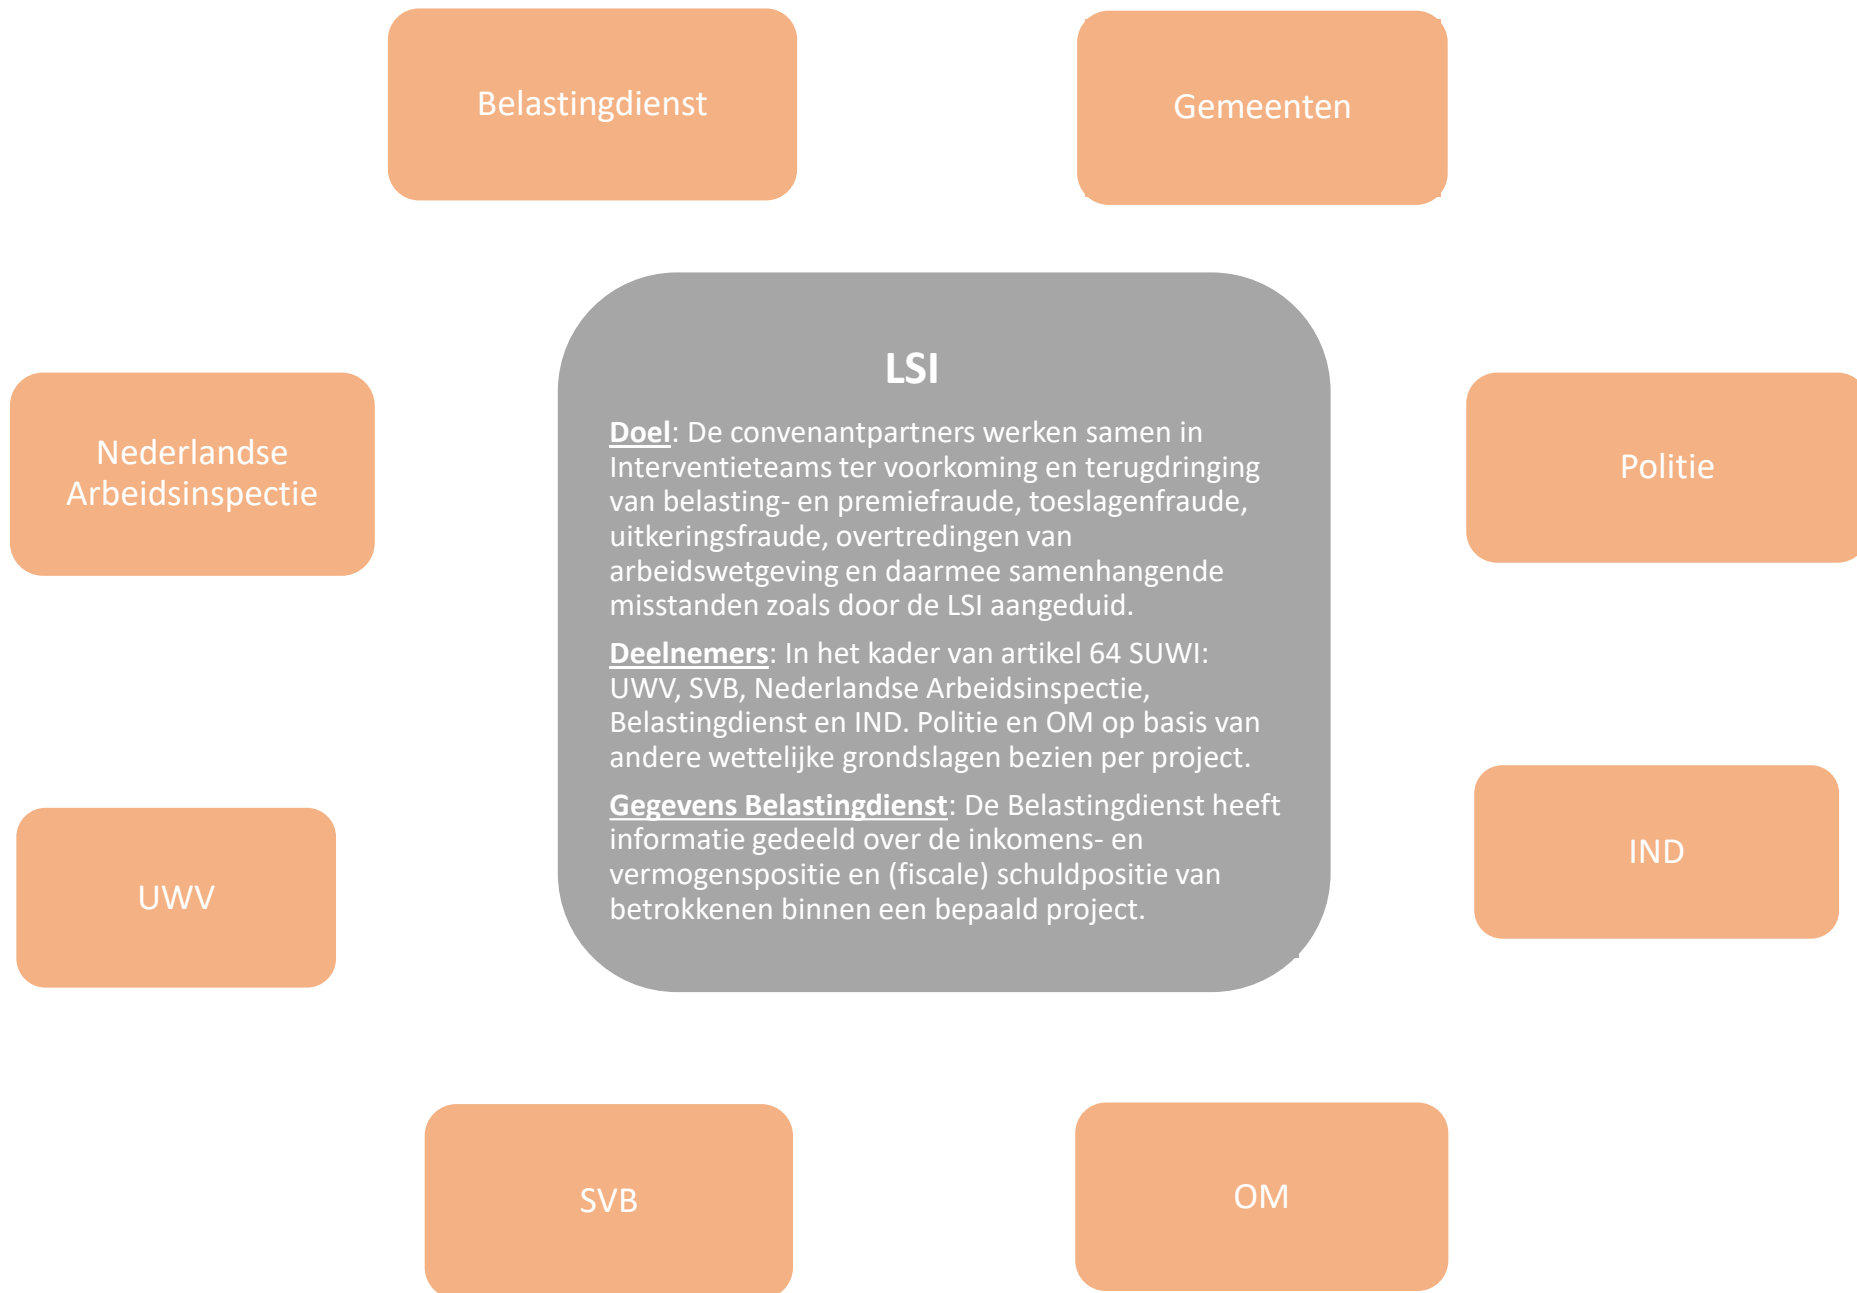 Belastingdienst
Gemeenten
Nederlandse
Arbeidsinspectie
LSI
Doel: De convenantpartners werken samen in
Interventieteams ter voorkoming en terugdringing
van belasting- en premiefraude, toeslagenfraude,
uitkeringsfraude, overtredingen van
arbeidswetgeving en daarmee samenhangende
misstanden zoals door de LSI aangeduid.
Deelnemers: In het kader van artikel 64 SUWI:
UWV, SVB, Nederlandse Arbeidsinspectie,
Belastingdienst en IND. Politie en OM op basis van
andere wettelijke grondslagen bezien per project.
Gegevens Belastingdienst: De Belastingdienst heeft
informatie gedeeld over de inkomens- en
vermogenspositie en (fiscale) schuldpositie van
betrokkenen binnen een bepaald project.
Politie
UWV
IND
SVB
OM